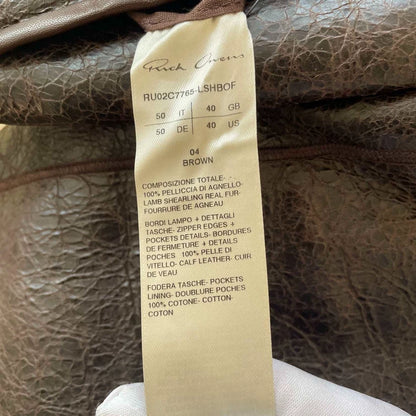 Rick Owens
RU02C7765-LSHBOF
50 IT 40 GB
50 DE 40 US
04
BROWN
COMPOSIZIONE TOTALE-
100% PELLICCIA DI AGNELLO-
LAMB SHEARLING REAL FUR-
FOURRURE DE AGNEAU
BORDI LAMPO + DETTAGLI
TASCHE- ZIPPER EDGES +
POCKETS DETAILS- BORDURES
DE FERMETURE + DETAILS
POCHES 100% PELLE DI
VITELLO- CALF LEATHER- CUIR
DE VEAU
FODERA TASCHE- POCKETS
LINING- DOUBLURE POCHES
100% COTONE- COTTON-
COTON